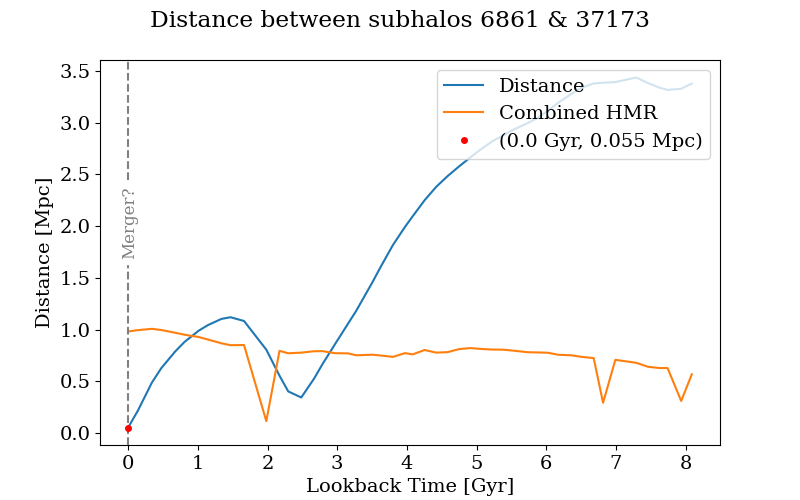 Distance between subhalos 6861 & 37173
Distance
Combined HMR
(0.0 Gyr, 0.055 Mpc)
Merger?
Distance [Mpc]
3.5
3.0
2.5
2.0
1.5
1.0
0.5
0.0
0 1 2 3 4 5 6 7 8
Lookback Time [Gyr]